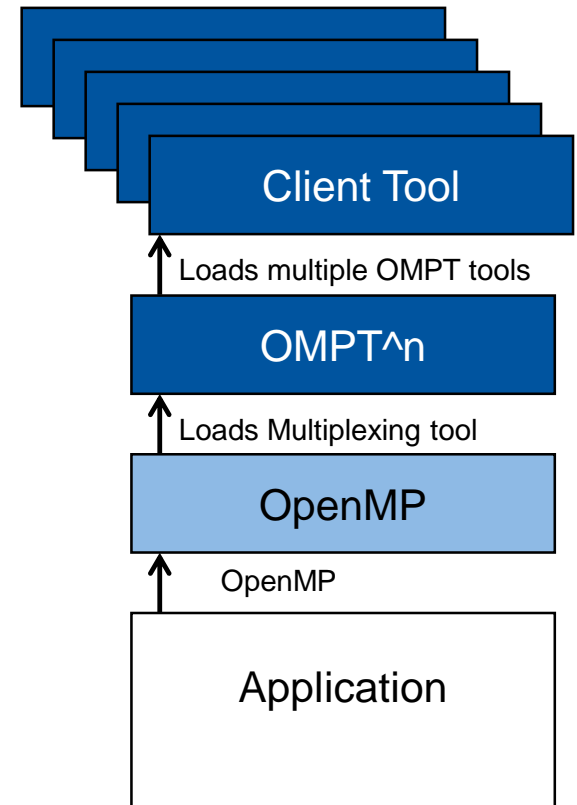 Client Tool
Loads multiple OMPT tools
OMPT^n
Loads Multiplexing tool
OpenMP
OpenMP
Application